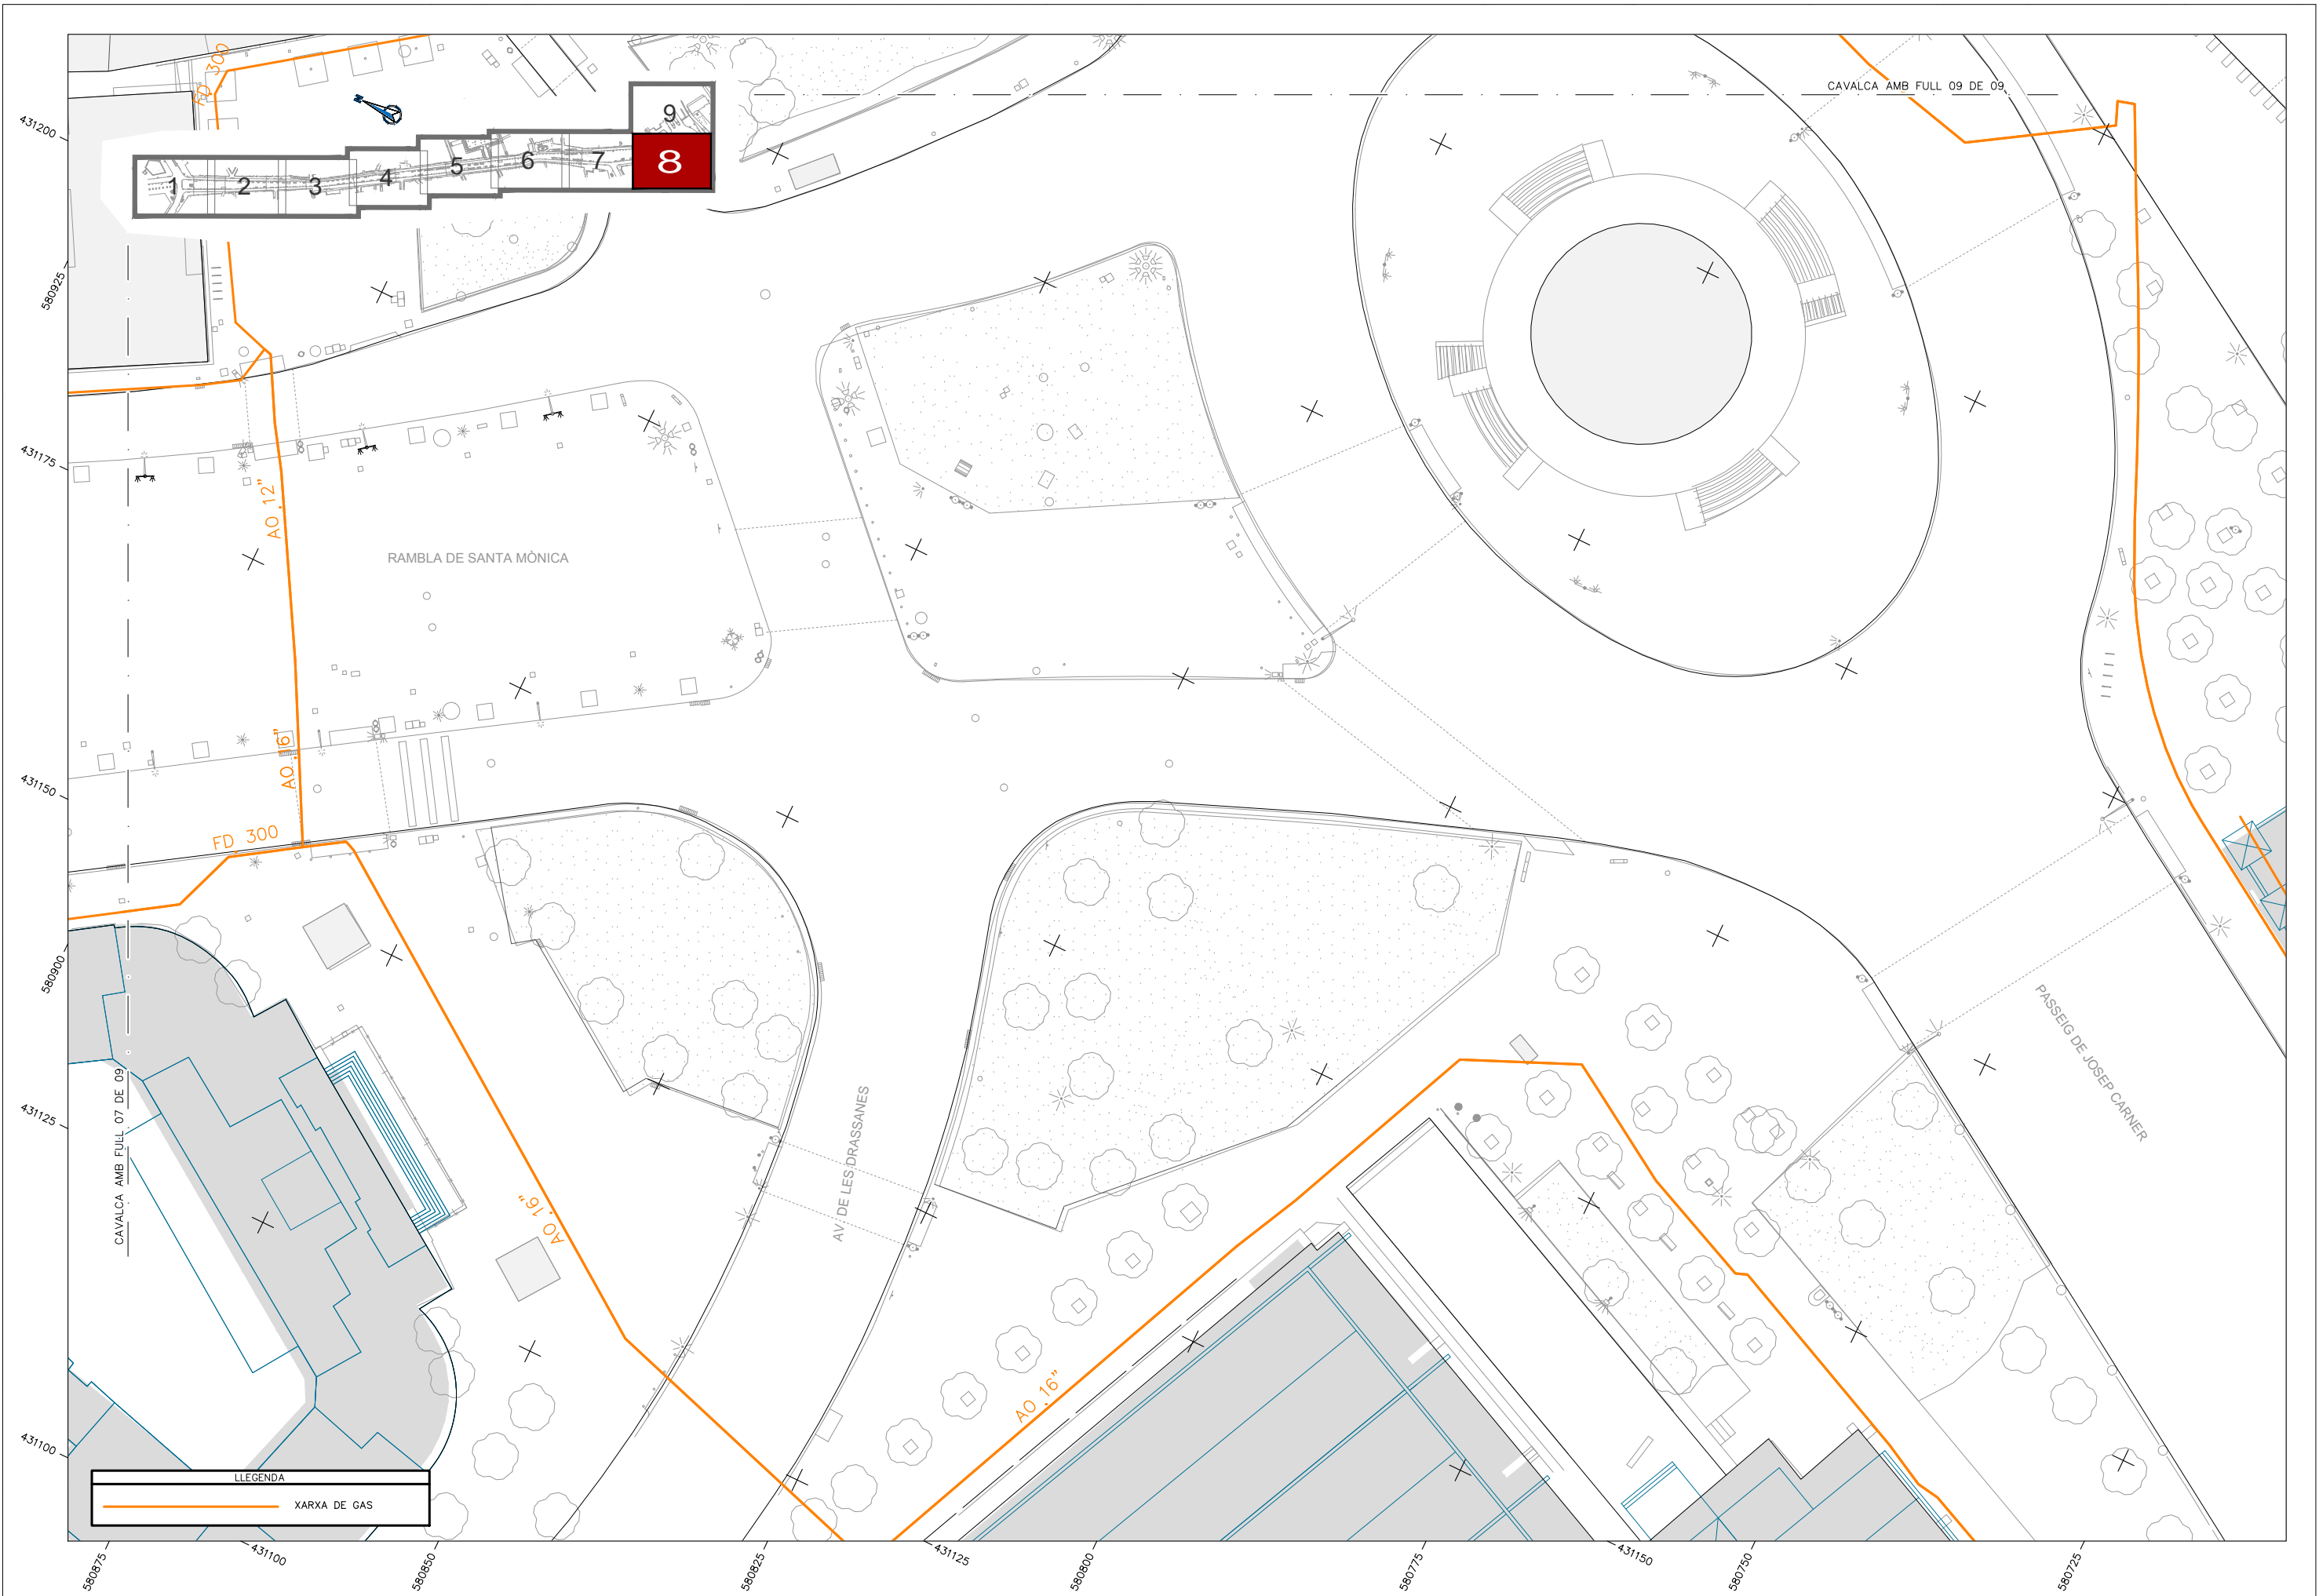 FD 300
CAVALCA AMB FULL 09 DE 09
431200
9
8
7
6
5
4
3
2
1
580925
431175
AO 12"
RAMBLA DE SANTA MÒNICA
AO 16"
431150
FD 300
580900
PASSEIG DE JOSEP CARNER
AV. DE LES DRASSANES
CAVALCA AMB FULL 07 DE 09
431125
AO 16"
AO 16"
431100
LLEGENDA
XARXA DE GAS
580875
431100
580850
580825
431125
580800
580775
431150
580750
580725